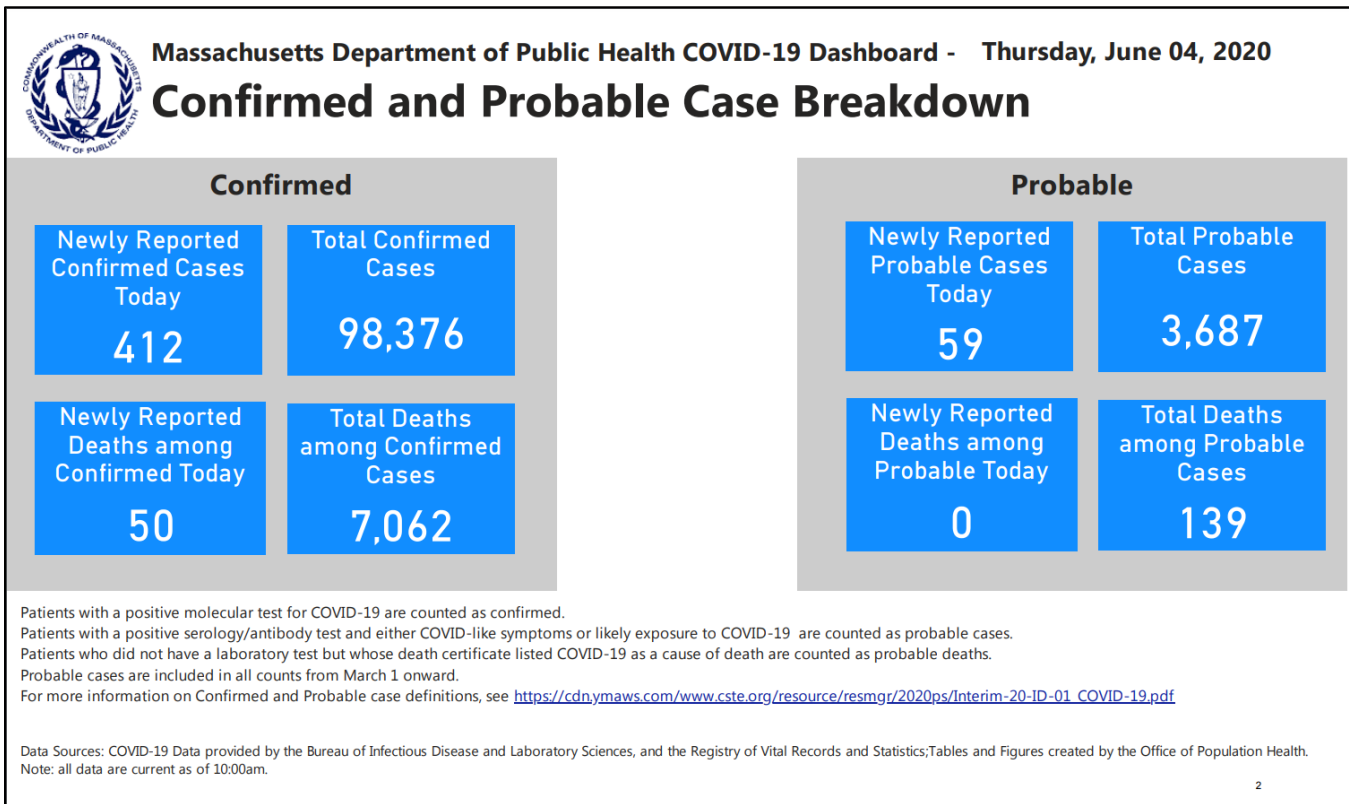 COMMONWEALTH OF MASSACHUSETTS
DEPARTMENT OF PUBLIC HEALTH
Massachusetts Department of Public Health COVID-19 Dashboard - Thursday, June 04, 2020
Confirmed and Probable Case Breakdown
Confirmed
Newly Reported
Confirmed Cases
Today
412
Total Confirmed
Cases
98,376
Newly Reported
Deaths among
Confirmed Today
50
Total Deaths
among Confirmed
Cases
7,062
Probable
Newly Reported
Probable Cases
Today
59
Total Probable
Cases
3,687
Newly Reported
Deaths among
Probable Today
0
Total Deaths
among Probable
Cases
139
Patients with a positive molecular test for COVID-19 are counted as confirmed.
Patients with a positive serology/antibody test and either COVID-like symptoms or likely exposure to COVID-19 are counted as probable cases.
Patients who did not have a laboratory test but whose death certificate listed COVID-19 as a cause of death are counted as probable deaths.
Probable cases are included in all counts from March 1 onward.
For more information on Confirmed and Probable case definitions, see https://cdn.ymaws.com/www.cste.org/resource/resmgr/2020ps/Interim-20-ID-01_COVID-19.pdf
Data Sources: COVID-19 Data provided by the Bureau of Infectious Disease and Laboratory Sciences, and the Registry of Vital Records and Statistics;Tables and Figures created by the Office of Population Health.
Note: all data are current as of 10:00am.
2